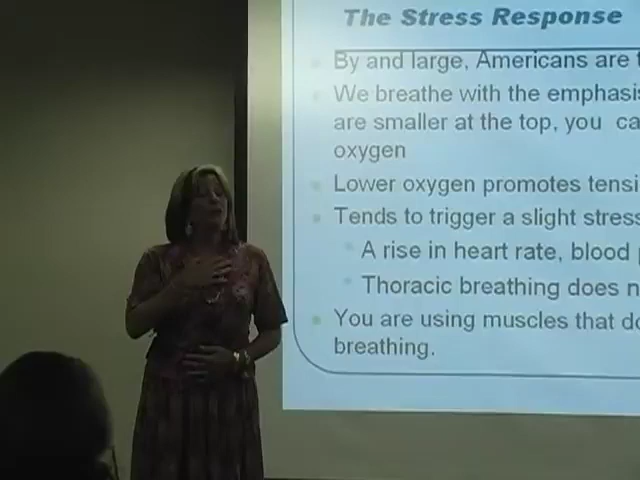 The Stress Response
By and large, Americans are
We breathe with the emphasis
are smaller at the top, you ca
oxygen
Lower oxygen promotes tensi
Tends to trigger a slight stress
A rise in heart rate, blood
Thoracic breathing does n
You are using muscles that do
breathing.